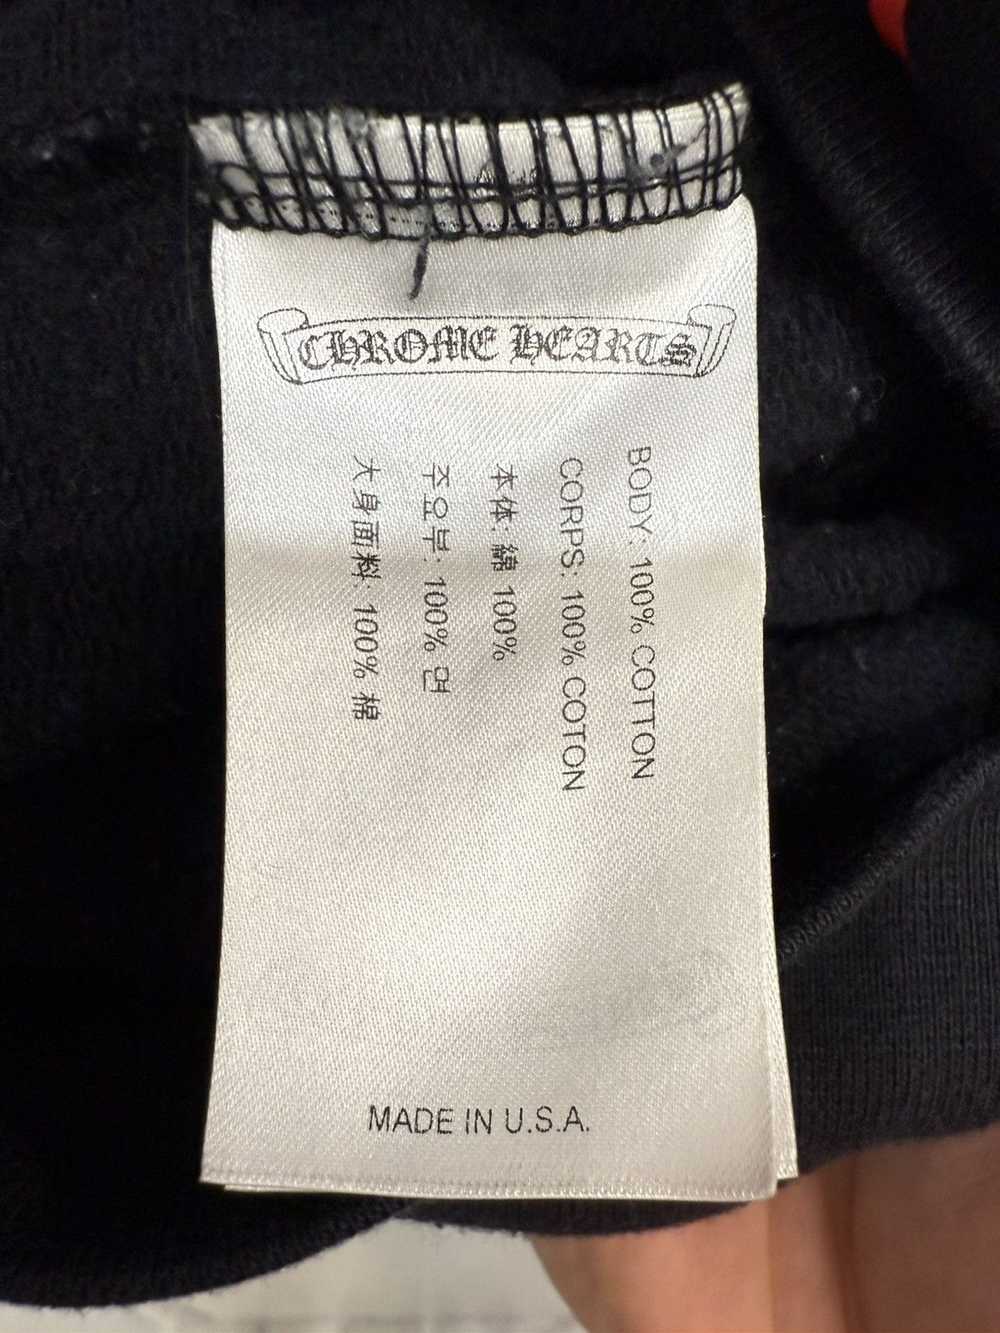 CHROME HEARTS
BODY: 100% COTTON
CORPS: 100% COTON
本体: 綿 100%
주요부: 100% 면
大身面料: 100% 棉
MADE IN U.S.A.